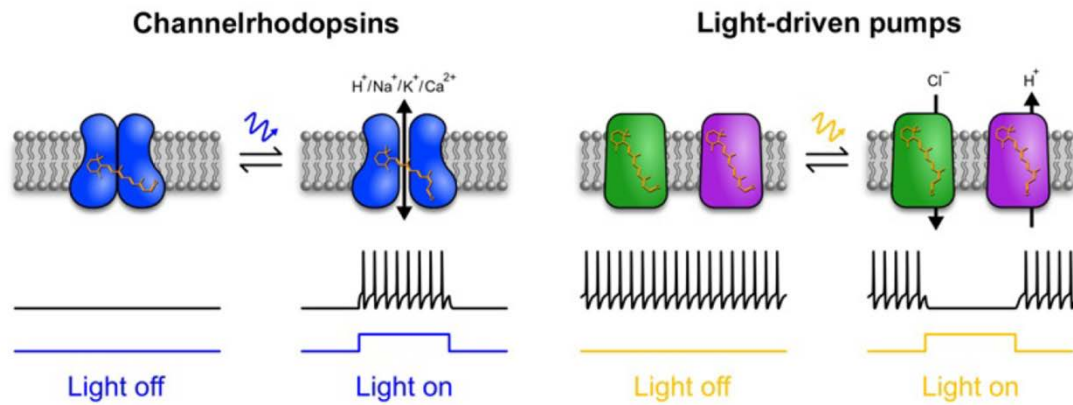 Channelrhodopsins
Light-driven pumps
H⁺/Na⁺/K⁺/Ca²⁺
Cl⁻
H⁺
Light off
Light on
Light off
Light on